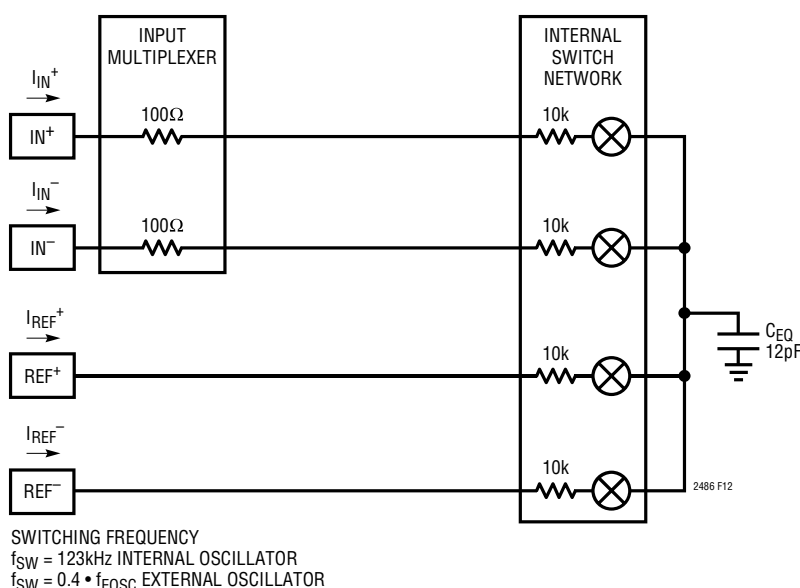 INPUT
MULTIPLEXER
INTERNAL
SWITCH
NETWORK
I_IN⁺
100Ω
10k
IN⁺
I_IN⁻
100Ω
10k
IN⁻
I_REF⁺
10k
C_EQ
12pF
REF⁺
I_REF⁻
10k
REF⁻
2486 F12
SWITCHING FREQUENCY
f_SW = 123kHz INTERNAL OSCILLATOR
f_SW = 0.4 • f_EOSC EXTERNAL OSCILLATOR